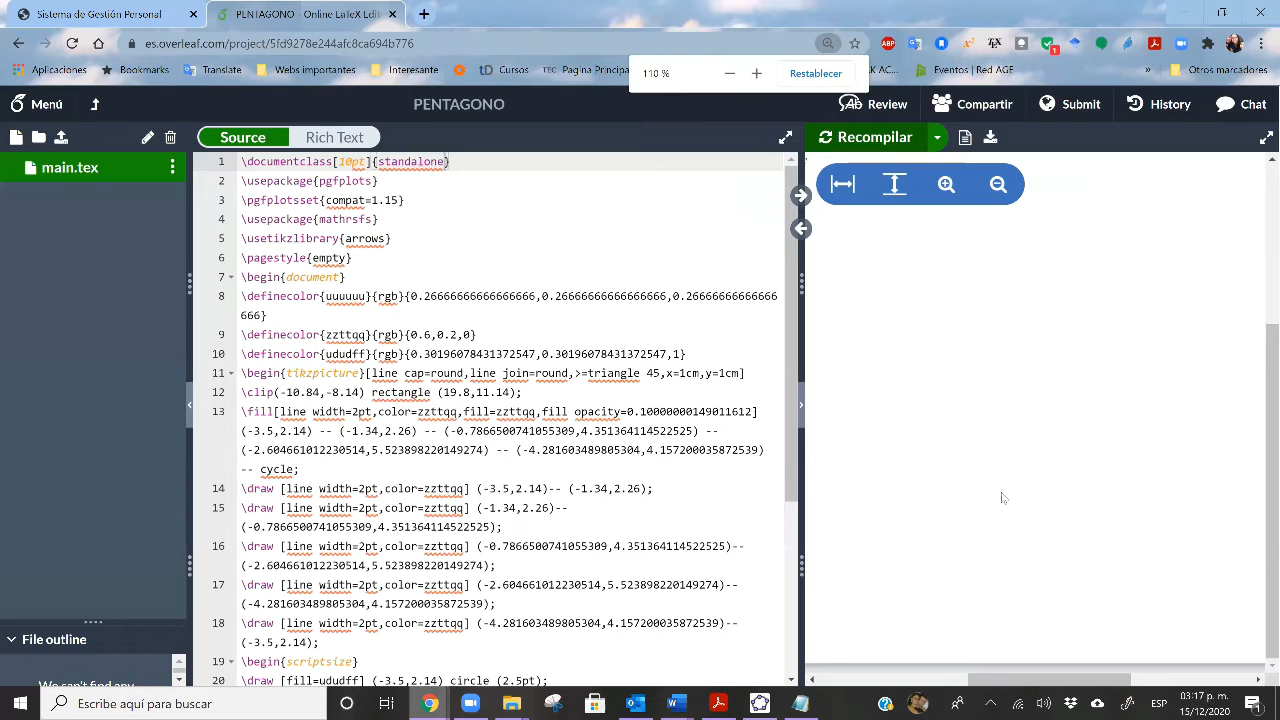 Sistema de Gestión Personal
PENTAGONO - Online LaTeX Editor
es.overleaf.com/project/5fd9278e244afcca694b776
ABP
Translate
Compartimentos
Interesante
Cursos
Página Principal
AC...
Eventos | AAPLE
Otros m
110 %
Restablecer
Menú
PENTAGONO
Review
Compartir
Submit
History
Chat
Source
Rich Text
Recompilar
main.tex
1 \documentclass[10pt]{standalone}
2 \usepackage{pgfplots}
3 \pgfplotsset{compat=1.15}
4 \usepackage{mathrsfs}
5 \usetikzlibrary{arrows}
6 \pagestyle{empty}
7 \begin{document}
8 \definecolor{uuuuuu}{rgb}{0.26666666666666666,0.26666666666666666,0.26666666666666
666}
9 \definecolor{zzttqq}{rgb}{0.6,0.2,0}
10 \definecolor{ududff}{rgb}{0.30196078431372547,0.30196078431372547,1}
11 \begin{tikzpicture}[line cap=round,line join=round,>=triangle 45,x=1cm,y=1cm]
12 \clip(-10.84,-8.14) rectangle (19.8,11.14);
13 \fill[line width=2pt,color=zzttqq,fill=zzttqq,fill opacity=0.10000000149011612]
(-3.5,2.14) -- (-1.34,2.26) -- (-0.7866500741055309,4.351364114522525) --
(-2.604661012230514,5.523898220149274) -- (-4.281603489805304,4.157200035872539)
-- cycle;
14 \draw [line width=2pt,color=zzttqq] (-3.5,2.14)-- (-1.34,2.26);
15 \draw [line width=2pt,color=zzttqq] (-1.34,2.26)--
(-0.7866500741055309,4.351364114522525);
16 \draw [line width=2pt,color=zzttqq] (-0.7866500741055309,4.351364114522525)--
(-2.604661012230514,5.523898220149274);
17 \draw [line width=2pt,color=zzttqq] (-2.604661012230514,5.523898220149274)--
(-4.281603489805304,4.157200035872539);
18 \draw [line width=2pt,color=zzttqq] (-4.281603489805304,4.157200035872539)--
(-3.5,2.14);
19 \begin{scriptsize}
20 \draw [fill=ududff] (-3.5,2.14) circle (2.5pt);
File outline
We can't find any
Escribe aquí para buscar
ESP
03:17 p. m.
15/12/2020